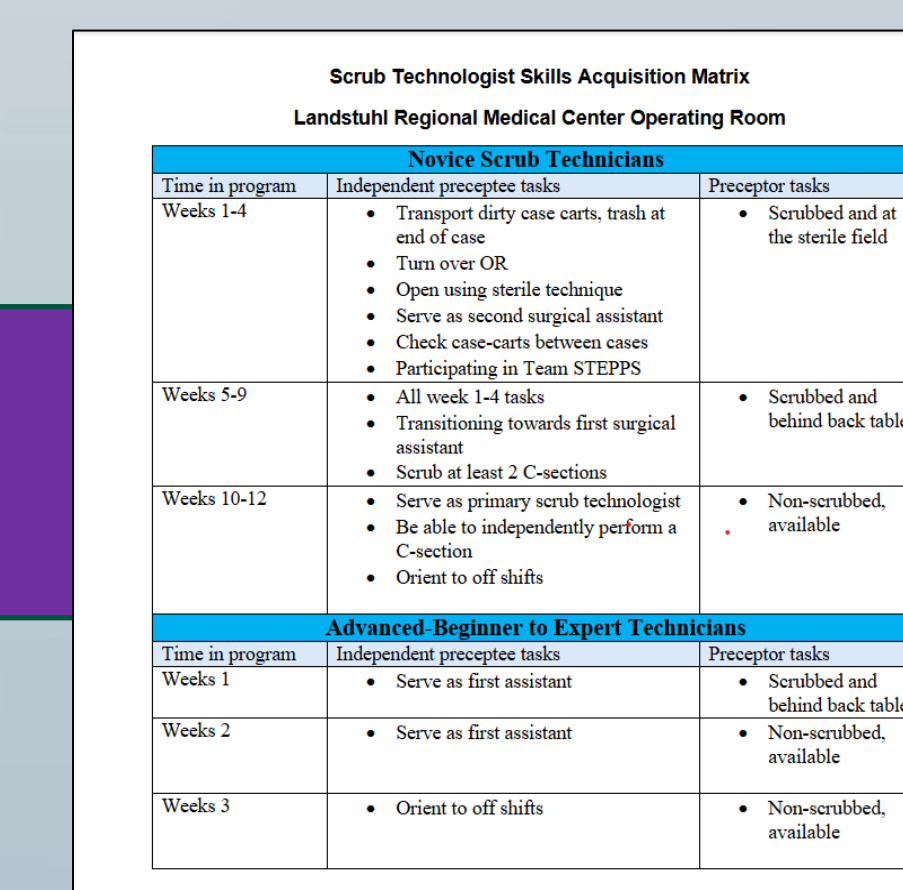 Scrub Technologist Skills Acquisition Matrix
Landstuhl Regional Medical Center Operating Room
Novice Scrub Technicians
Time in program Independent preceptee tasks Preceptor tasks
Weeks 1-4
• Transport dirty case carts, trash at
end of case
• Turn over OR
• Open using sterile technique
• Serve as second surgical assistant
• Check case-carts between cases
• Participating in Team STEPPS
• Scrubbed and at
the sterile field
Weeks 5-9
• All week 1-4 tasks
• Transitioning towards first surgical
assistant
• Scrub at least 2 C-sections
• Scrubbed and
behind back table
Weeks 10-12
• Serve as primary scrub technologist
• Be able to independently perform a
C-section
• Orient to off shifts
• Non-scrubbed,
available
Advanced-Beginner to Expert Technicians
Time in program Independent preceptee tasks Preceptor tasks
Weeks 1
• Serve as first assistant
• Scrubbed and
behind back table
Weeks 2
• Serve as first assistant
• Non-scrubbed,
available
Weeks 3
• Orient to off shifts
• Non-scrubbed,
available